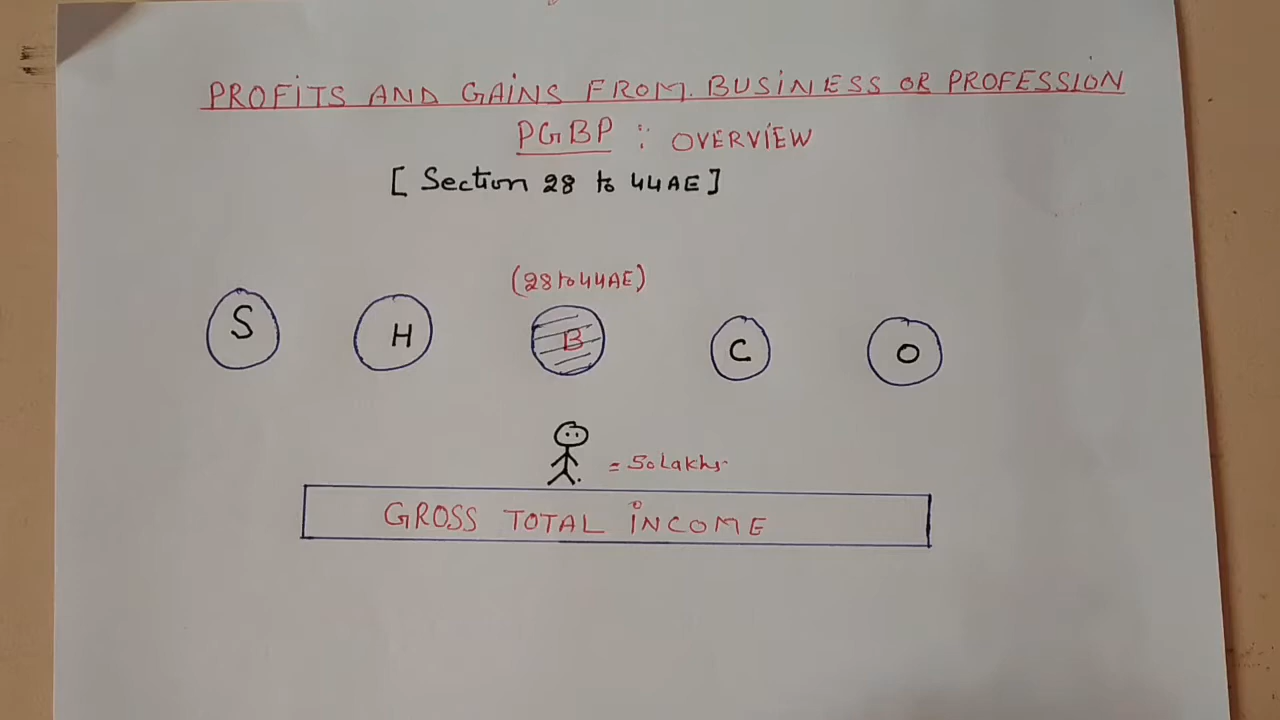 PROFITS AND GAINS FROM BUSINESS OR PROFESSION
PGBP : OVERVIEW
[ Section 28 to 44AE ]
(28 to 44AE)
S H B C O
= 50 Lakhs
GROSS TOTAL INCOME